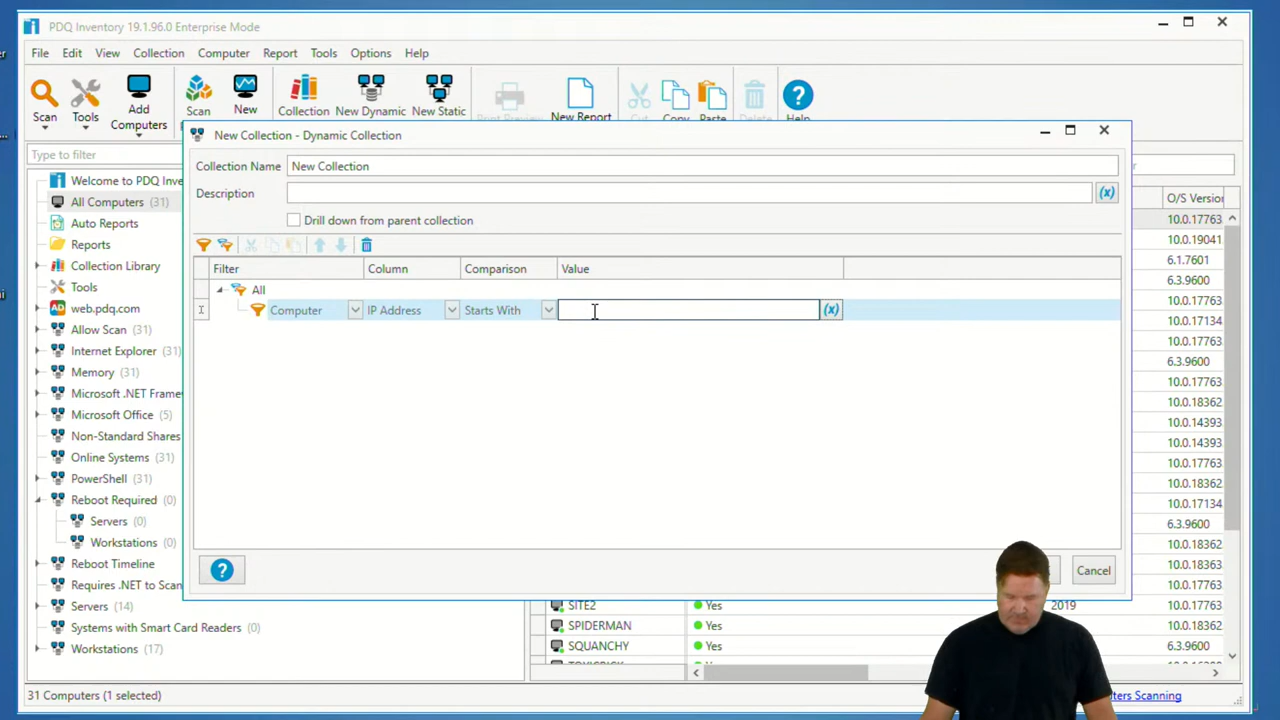 PDQ Inventory 19.1.96.0 Enterprise Mode
File Edit View Collection Computer Report Tools Options Help
Scan Tools Add Computers Scan New Collection New Dynamic New Static Print Preview New Report Cut Copy Paste Delete Help
New Collection - Dynamic Collection
Type to filter
Collection Name New Collection
Description (x)
Drill down from parent collection
Filter Column Comparison Value
All
Computer IP Address Starts With (x)
? Cancel
Welcome to PDQ Inve
All Computers (31)
Auto Reports
Reports
Collection Library
Tools
AD web.pdq.com
Allow Scan (31)
Internet Explorer (31)
Memory (31)
Microsoft .NET Framew
Microsoft Office (5)
Non-Standard Shares
Online Systems (31)
PowerShell (31)
Reboot Required (0)
Servers (0)
Workstations (0)
Reboot Timeline
Requires .NET to Scan
Servers (14)
Systems with Smart Card Readers (0)
Workstations (17)
O/S Version
10.0.17763
10.0.19041
6.1.7601
6.3.9600
10.0.17763
10.0.17134
10.0.17763
6.3.9600
10.0.17763
10.0.18362
10.0.14393
10.0.14393
10.0.17763
10.0.18362
10.0.17134
6.3.9600
10.0.18362
10.0.18363
10.0.17763
SITE2 Yes 2019 10.0.17763
SPIDERMAN Yes 10.0.18362
SQUANCHY Yes 6.3.9600
31 Computers (1 selected)
ters Scanning